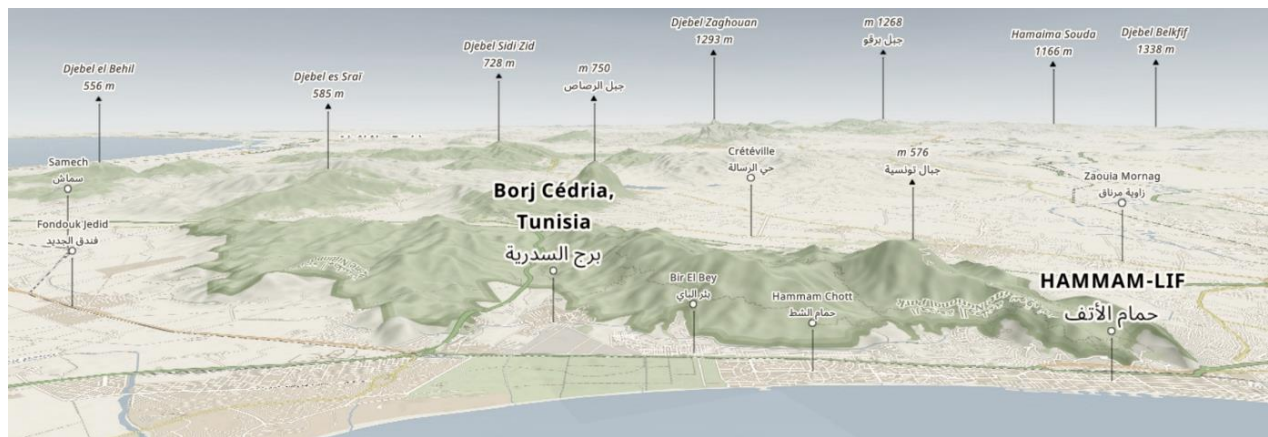 Djebel el Behil
556 m
Djebel es Sraï
585 m
Djebel Sidi Zid
728 m
m 750
جبل الرصاص
Djebel Zaghouan
1293 m
m 1268
جبل برقو
Hamaima Souda
1166 m
Djebel Belkfif
1338 m
Samech
سماش
Fondouk Jedid
فندق الجديد
Borj Cédria,
Tunisia
برج السدرية
Crétéville
حي الرسالة
m 576
جبال تونسية
Zaouia Mornag
زاوية مرناق
Bir El Bey
بئر الباي
Hammam Chott
حمام الشط
HAMMAM-LIF
حمام الأنف